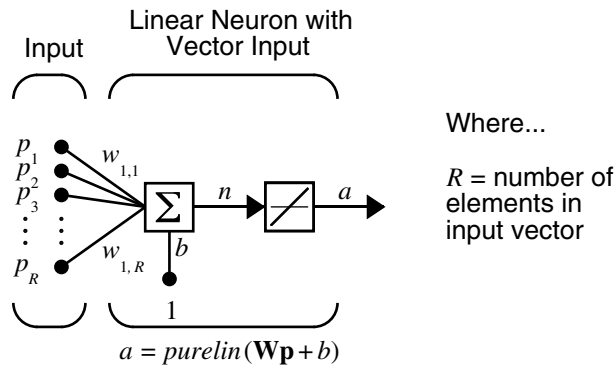 Linear Neuron with
Vector Input
Input
Where...
R = number of
elements in
input vector
p1
p2
p3
pR
w1,1
w1,R
Σ
n
a
b
1
a = purelin(Wp + b)